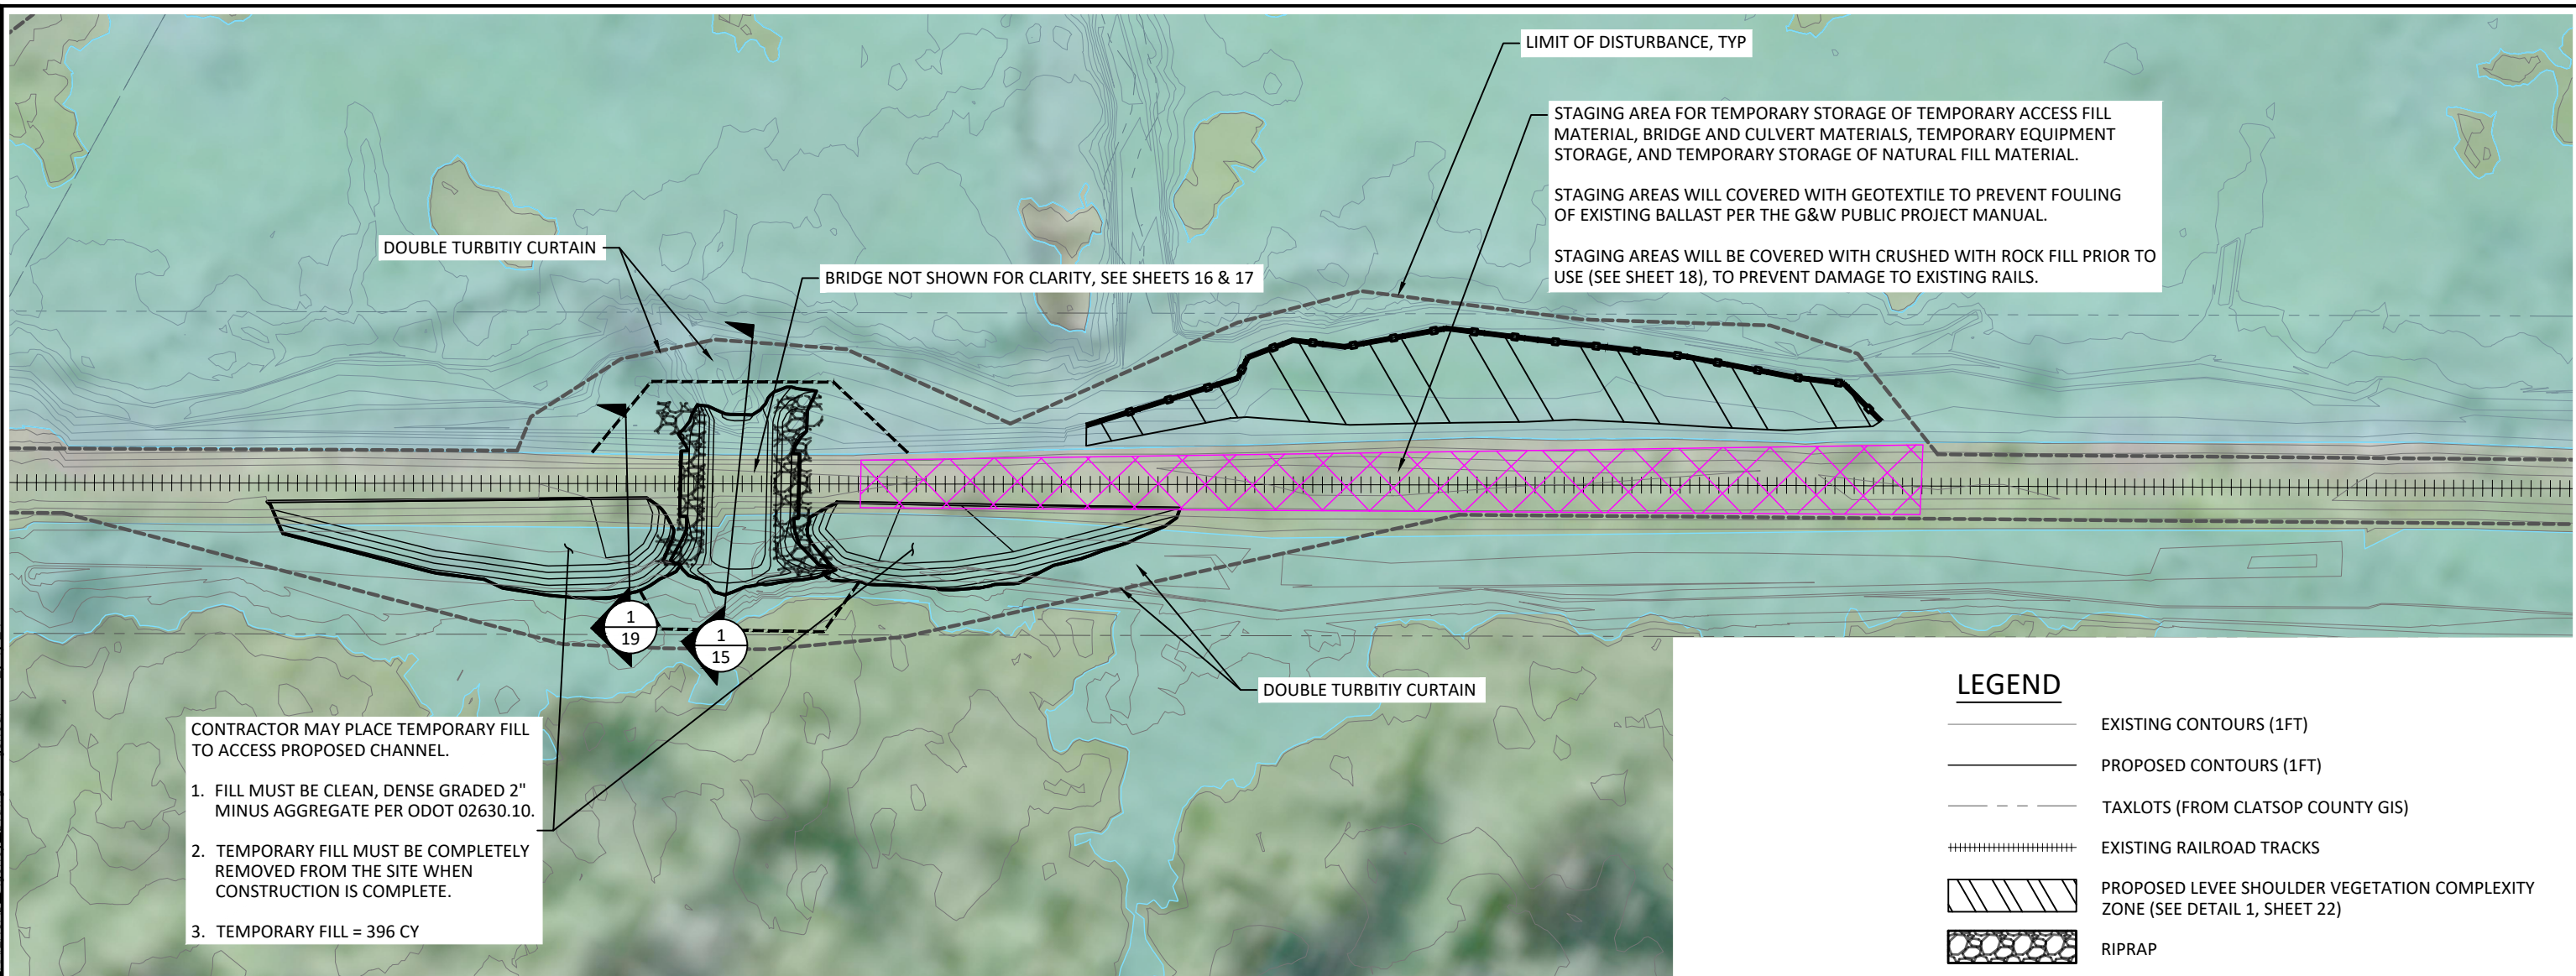 LIMIT OF DISTURBANCE, TYP
STAGING AREA FOR TEMPORARY STORAGE OF TEMPORARY ACCESS FILL
MATERIAL, BRIDGE AND CULVERT MATERIALS, TEMPORARY EQUIPMENT
STORAGE, AND TEMPORARY STORAGE OF NATURAL FILL MATERIAL.
STAGING AREAS WILL COVERED WITH GEOTEXTILE TO PREVENT FOULING
OF EXISTING BALLAST PER THE G&W PUBLIC PROJECT MANUAL.
STAGING AREAS WILL BE COVERED WITH CRUSHED WITH ROCK FILL PRIOR TO
USE (SEE SHEET 18), TO PREVENT DAMAGE TO EXISTING RAILS.
DOUBLE TURBITIY CURTAIN
BRIDGE NOT SHOWN FOR CLARITY, SEE SHEETS 16 & 17
1
19
1
15
DOUBLE TURBITIY CURTAIN
CONTRACTOR MAY PLACE TEMPORARY FILL
TO ACCESS PROPOSED CHANNEL.
1. FILL MUST BE CLEAN, DENSE GRADED 2"
MINUS AGGREGATE PER ODOT 02630.10.
2. TEMPORARY FILL MUST BE COMPLETELY
REMOVED FROM THE SITE WHEN
CONSTRUCTION IS COMPLETE.
3. TEMPORARY FILL = 396 CY
LEGEND
EXISTING CONTOURS (1FT)
PROPOSED CONTOURS (1FT)
TAXLOTS (FROM CLATSOP COUNTY GIS)
EXISTING RAILROAD TRACKS
PROPOSED LEVEE SHOULDER VEGETATION COMPLEXITY
ZONE (SEE DETAIL 1, SHEET 22)
RIPRAP